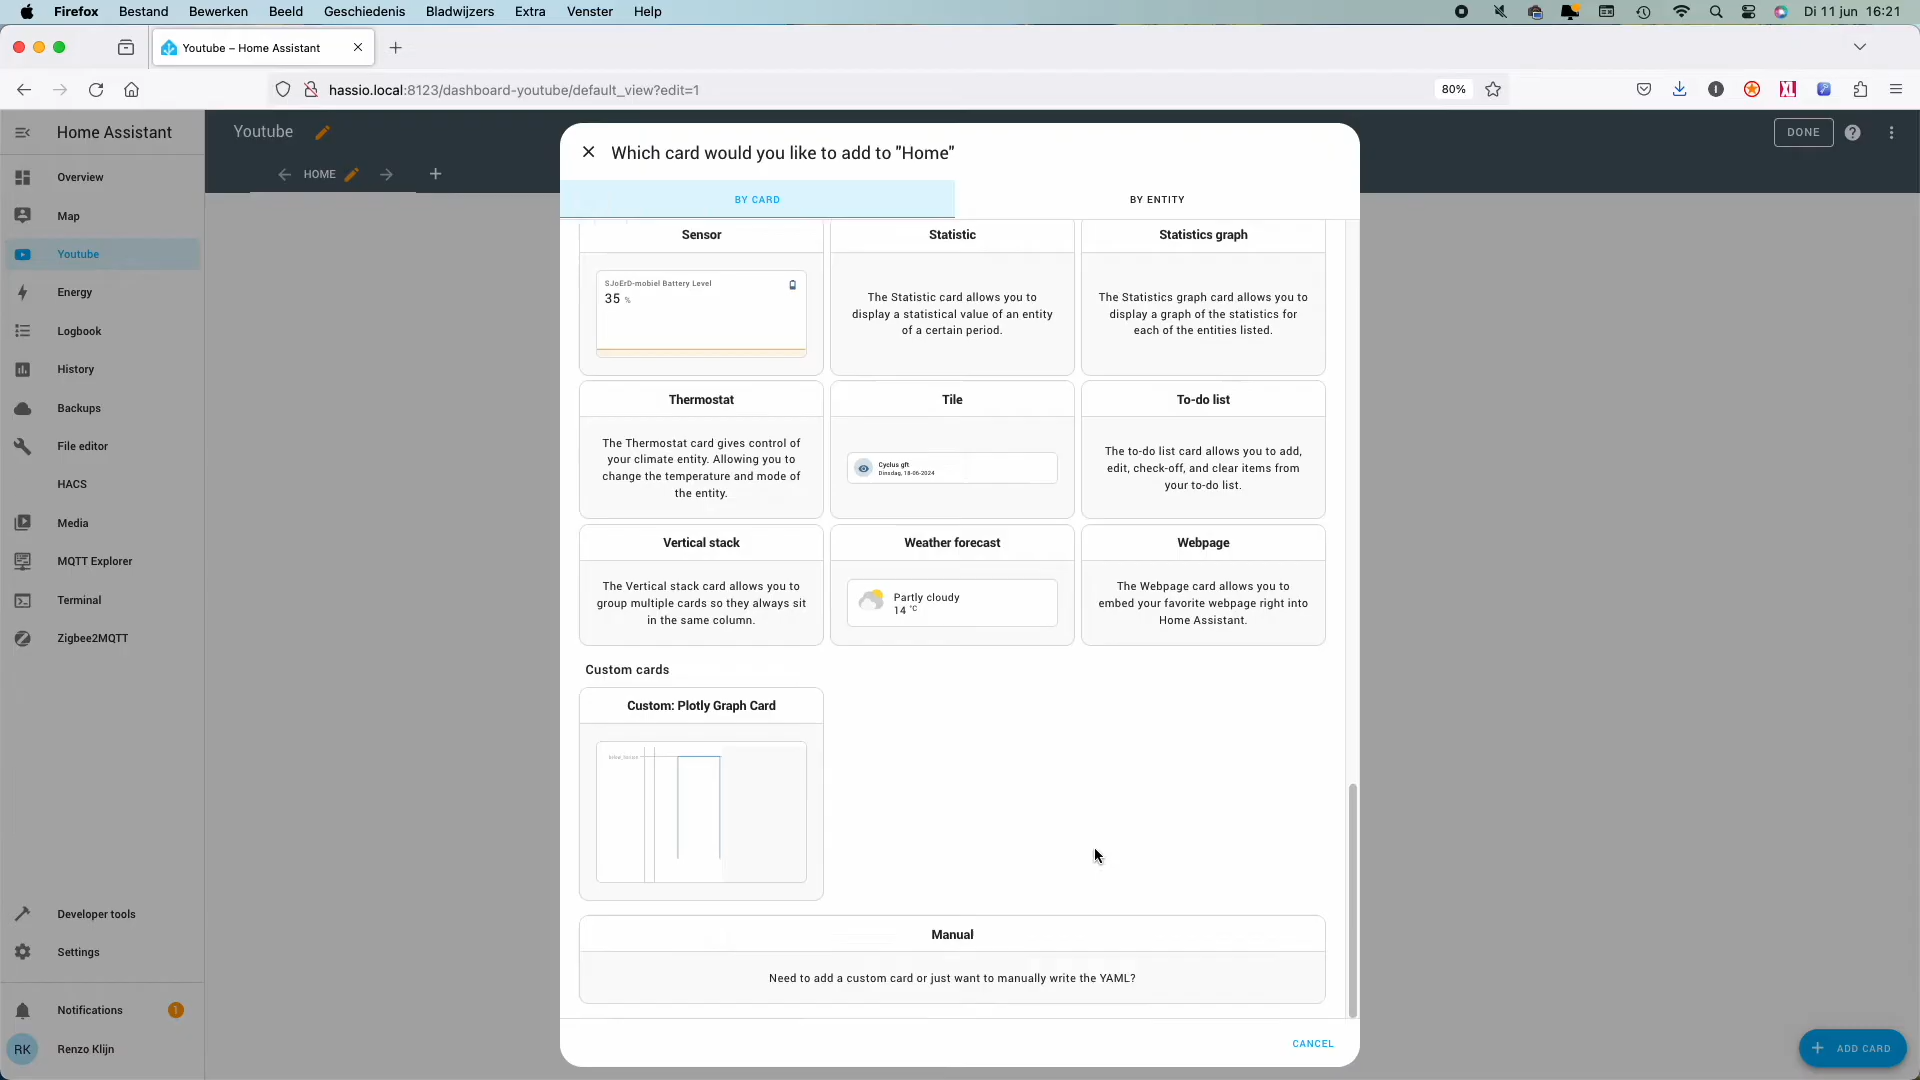 Firefox Bestand Bewerken Beeld Geschiedenis Bladwijzers Extra Venster Help Di 11 jun 16:21
Youtube – Home Assistant
hassio.local:8123/dashboard-youtube/default_view?edit=1 80%
Home Assistant
Youtube
DONE
HOME
Overview
Map
Youtube
Energy
Logbook
History
Backups
File editor
HACS
Media
MQTT Explorer
Terminal
Zigbee2MQTT
Developer tools
Settings
Notifications 1
RK Renzo Klijn
Which card would you like to add to "Home"
BY CARD BY ENTITY
Sensor
SJoErD-mobiel Battery Level
35 %
Statistic
The Statistic card allows you to
display a statistical value of an entity
of a certain period.
Statistics graph
The Statistics graph card allows you to
display a graph of the statistics for
each of the entities listed.
Thermostat
The Thermostat card gives control of
your climate entity. Allowing you to
change the temperature and mode of
the entity.
Tile
Cyclus gft
Dinsdag, 18-06-2024
To-do list
The to-do list card allows you to add,
edit, check-off, and clear items from
your to-do list.
Vertical stack
The Vertical stack card allows you to
group multiple cards so they always sit
in the same column.
Weather forecast
Partly cloudy
14 °C
Webpage
The Webpage card allows you to
embed your favorite webpage right into
Home Assistant.
Custom cards
Custom: Plotly Graph Card
Manual
Need to add a custom card or just want to manually write the YAML?
CANCEL
ADD CARD